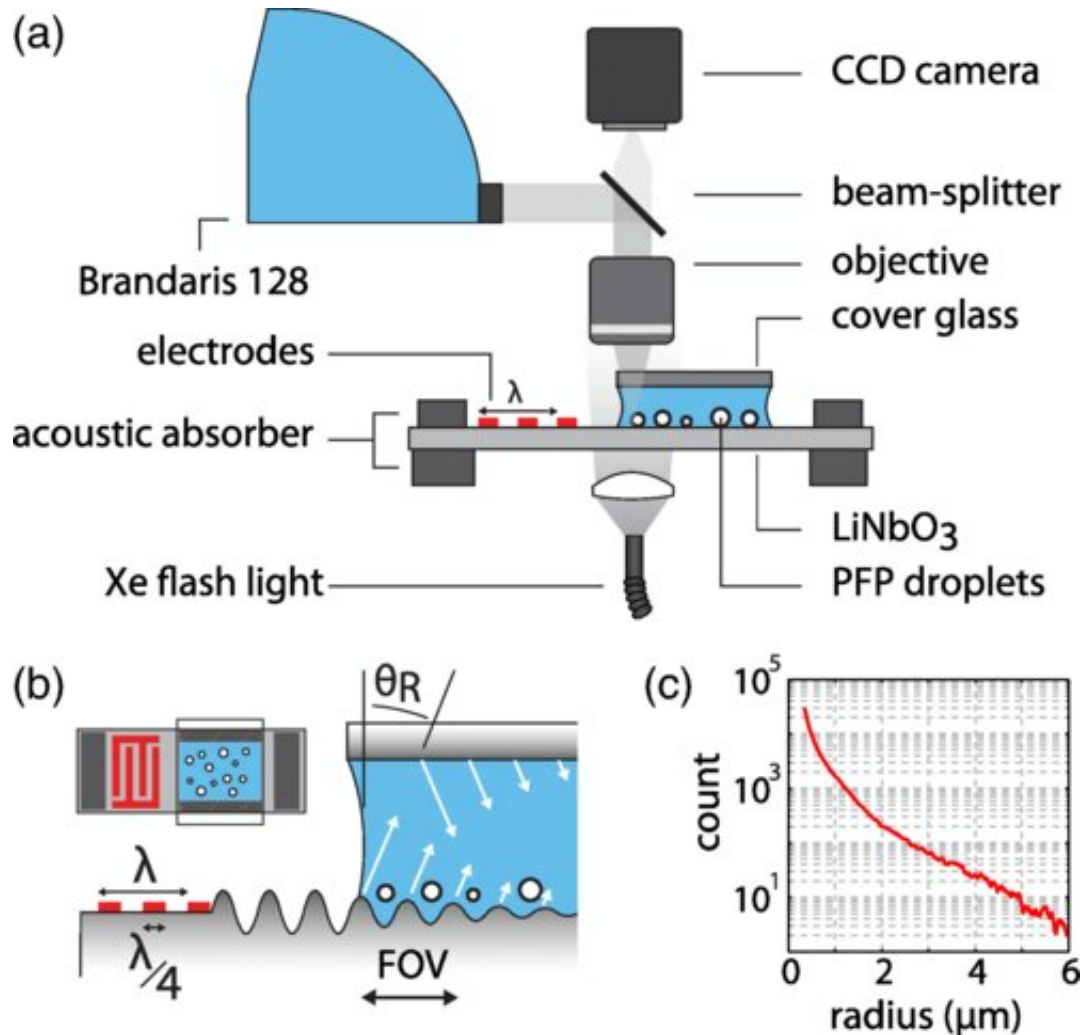 (a)
CCD camera
beam-splitter
Brandaris 128
objective
electrodes
cover glass
λ
acoustic absorber
LiNbO3
Xe flash light
PFP droplets
(b)
θR
λ
λ/4
FOV
(c)
10^5
10^3
10^1
count
0 2 4 6
radius (μm)